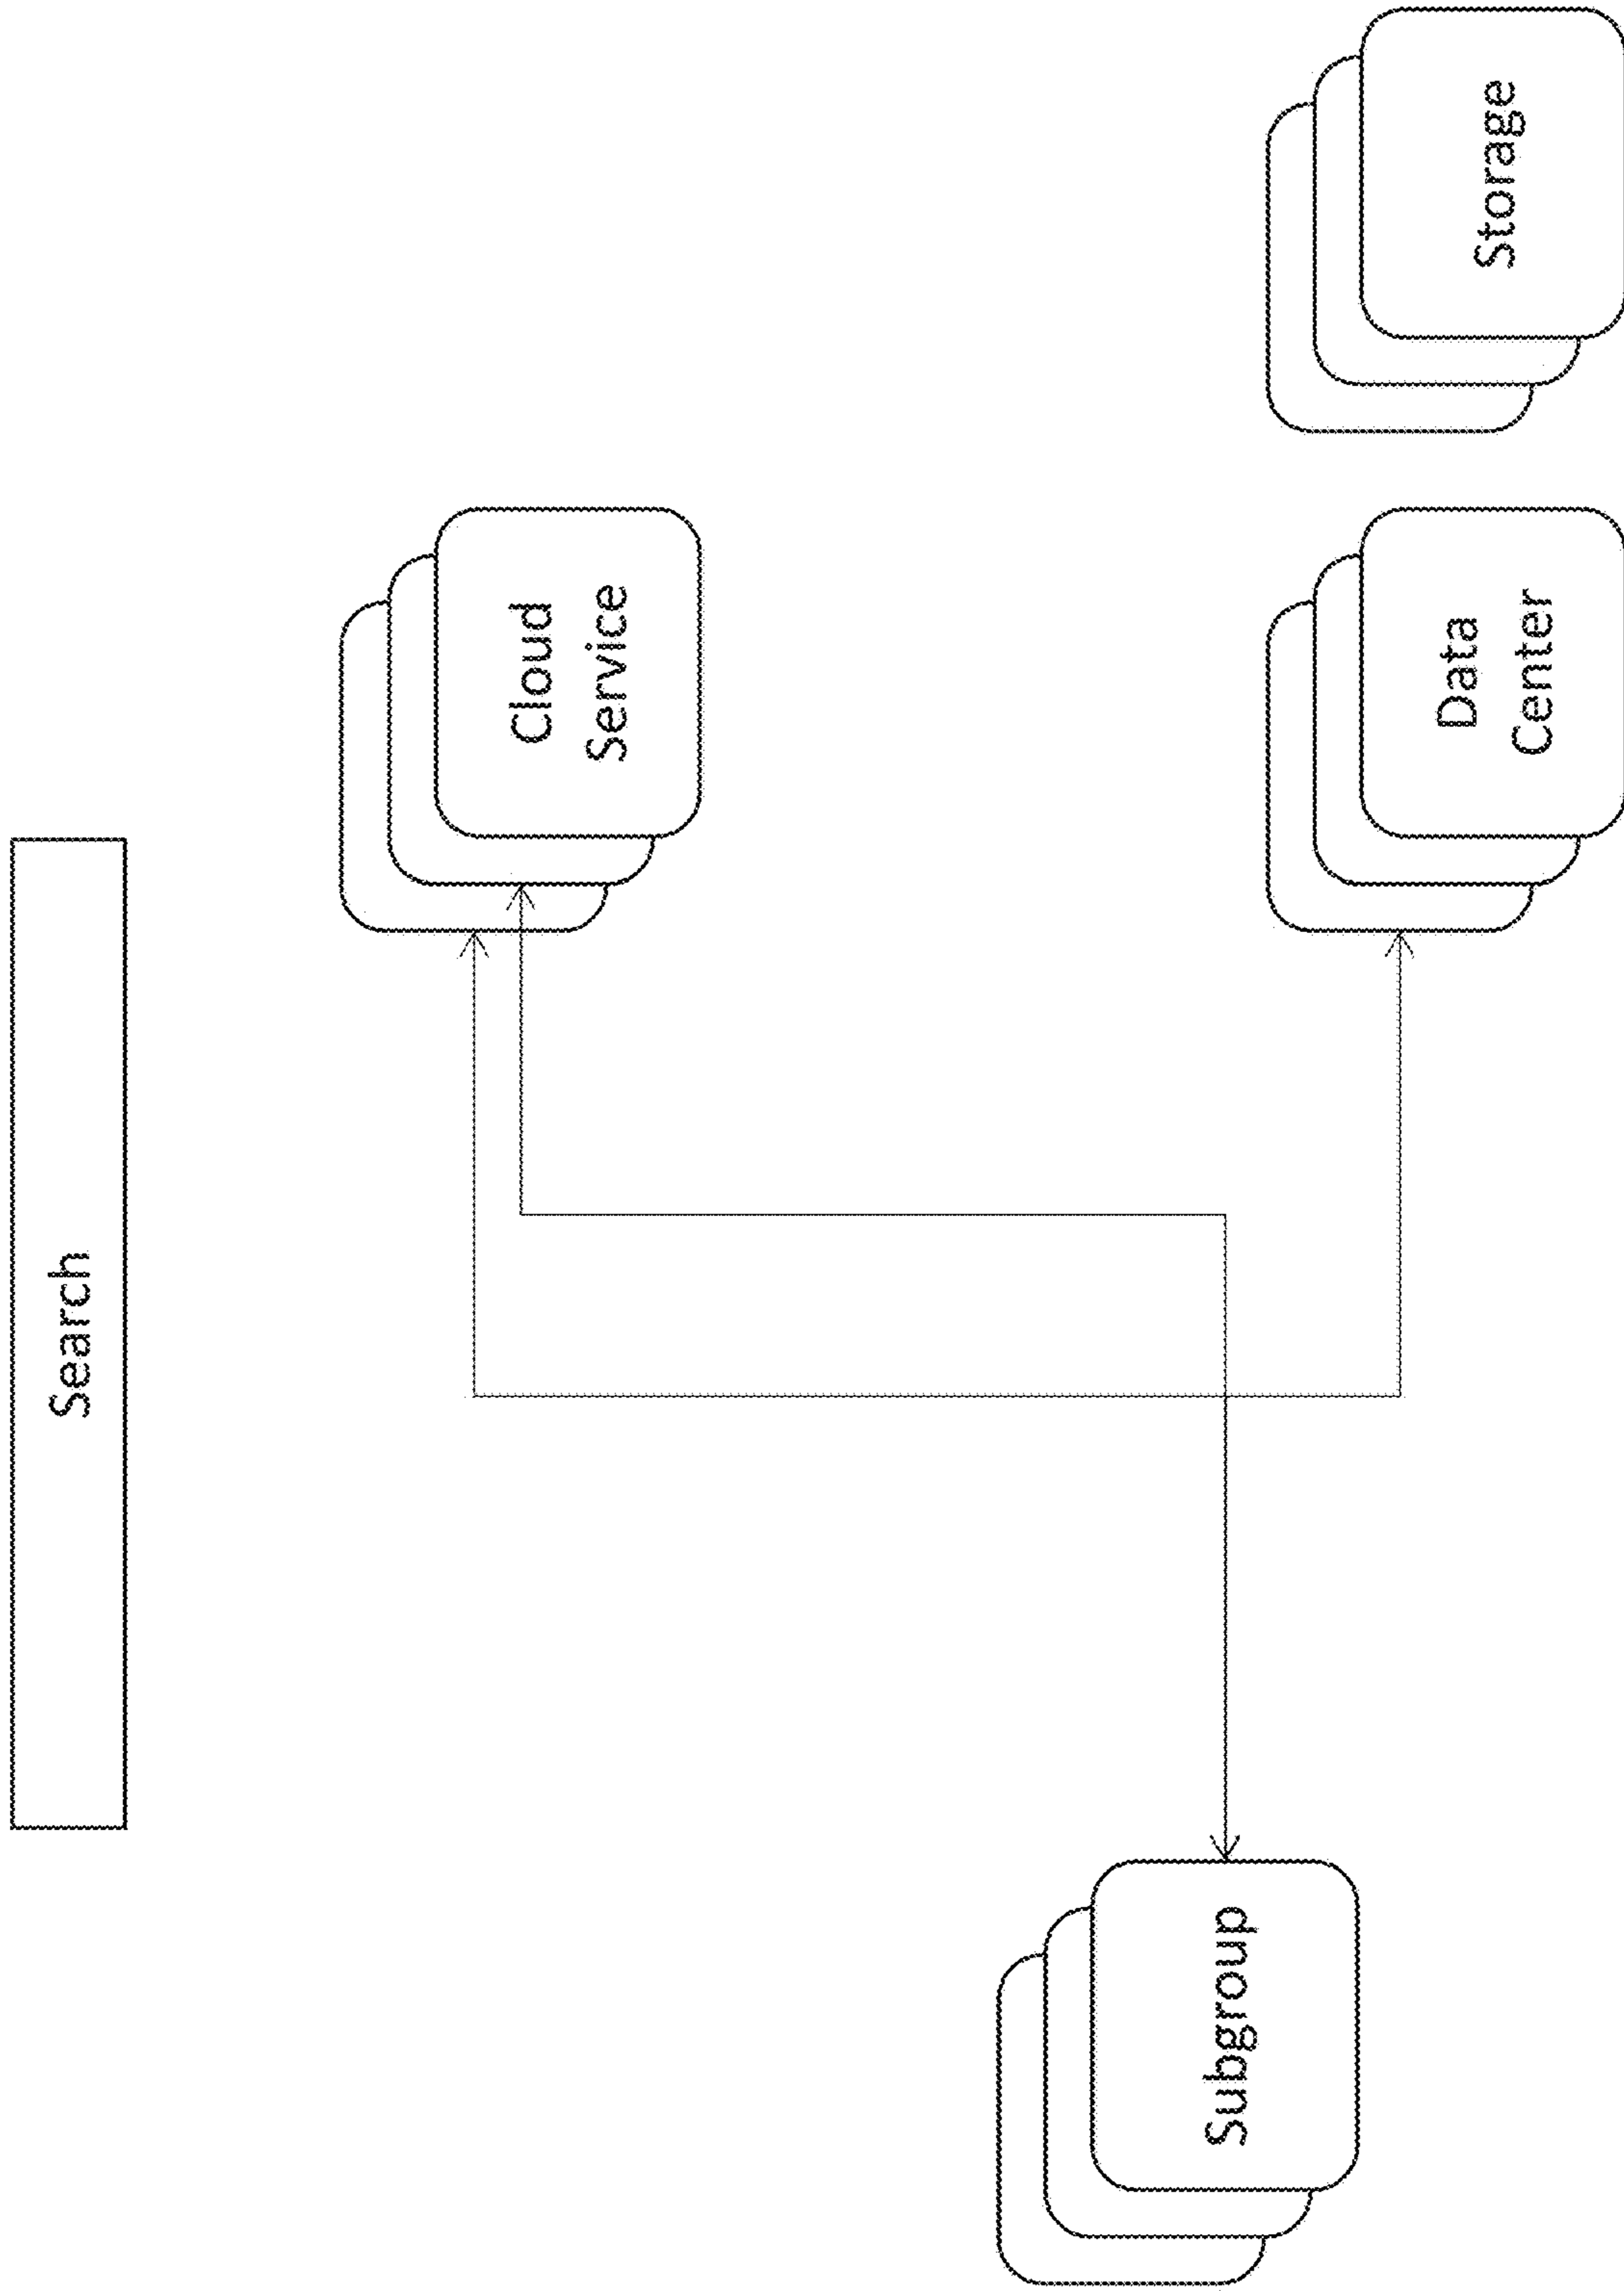 Search
Cloud
Service
Subgroup
Data
Center
Storage